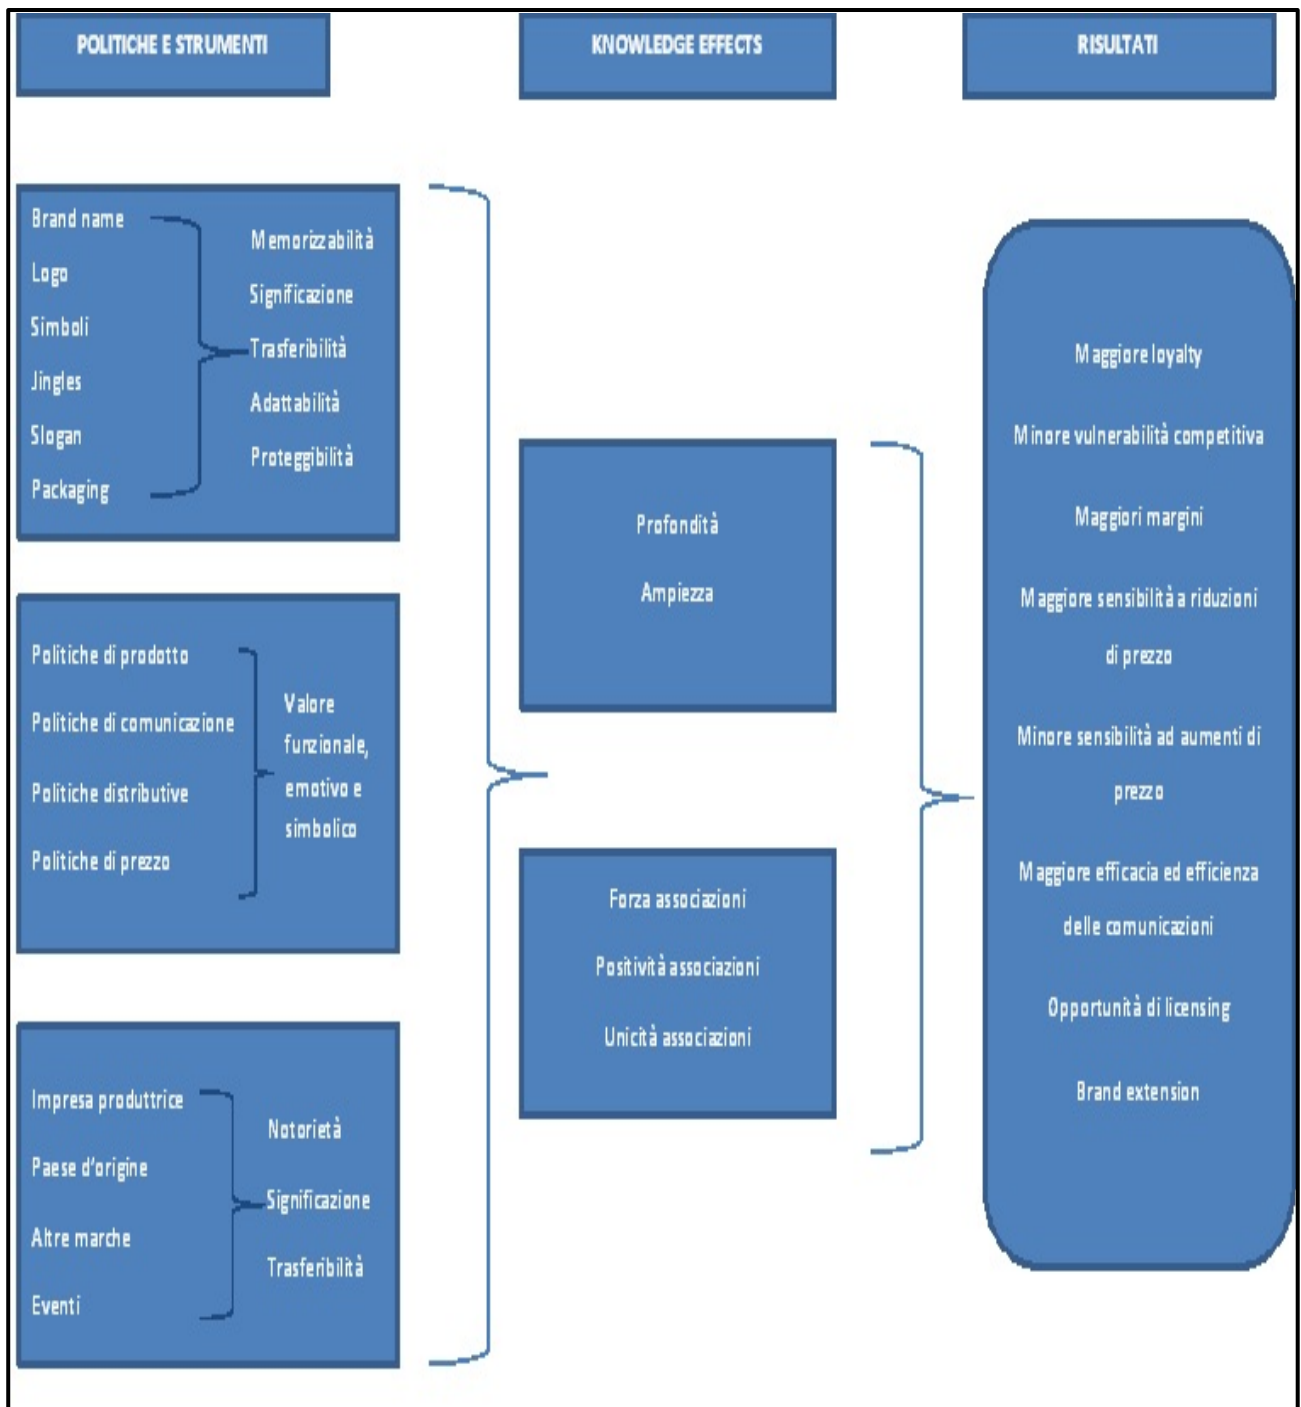 POLITICHE E STRUMENTI
KNOWLEDGE EFFECTS
RISULTATI
Brand name
Logo
Simboli
Jingles
Slogan
Packaging
Memorizzabilità
Significazione
Trasferibilità
Adattabilità
Proteggibilità
Politiche di prodotto
Politiche di comunicazione
Politiche distributive
Politiche di prezzo
Valore
funzionale,
emotivo e
simbolico
Impresa produttrice
Paese d'origine
Altre marche
Eventi
Notorietà
Significazione
Trasferibilità
Profondità
Ampiezza
Forza associazioni
Positività associazioni
Unicità associazioni
Maggiore loyalty
Minore vulnerabilità competitiva
Maggiori margini
Maggiore sensibilità a riduzioni
di prezzo
Minore sensibilità ad aumenti di
prezzo
Maggiore efficacia ed efficienza
delle comunicazioni
Opportunità di licensing
Brand extension